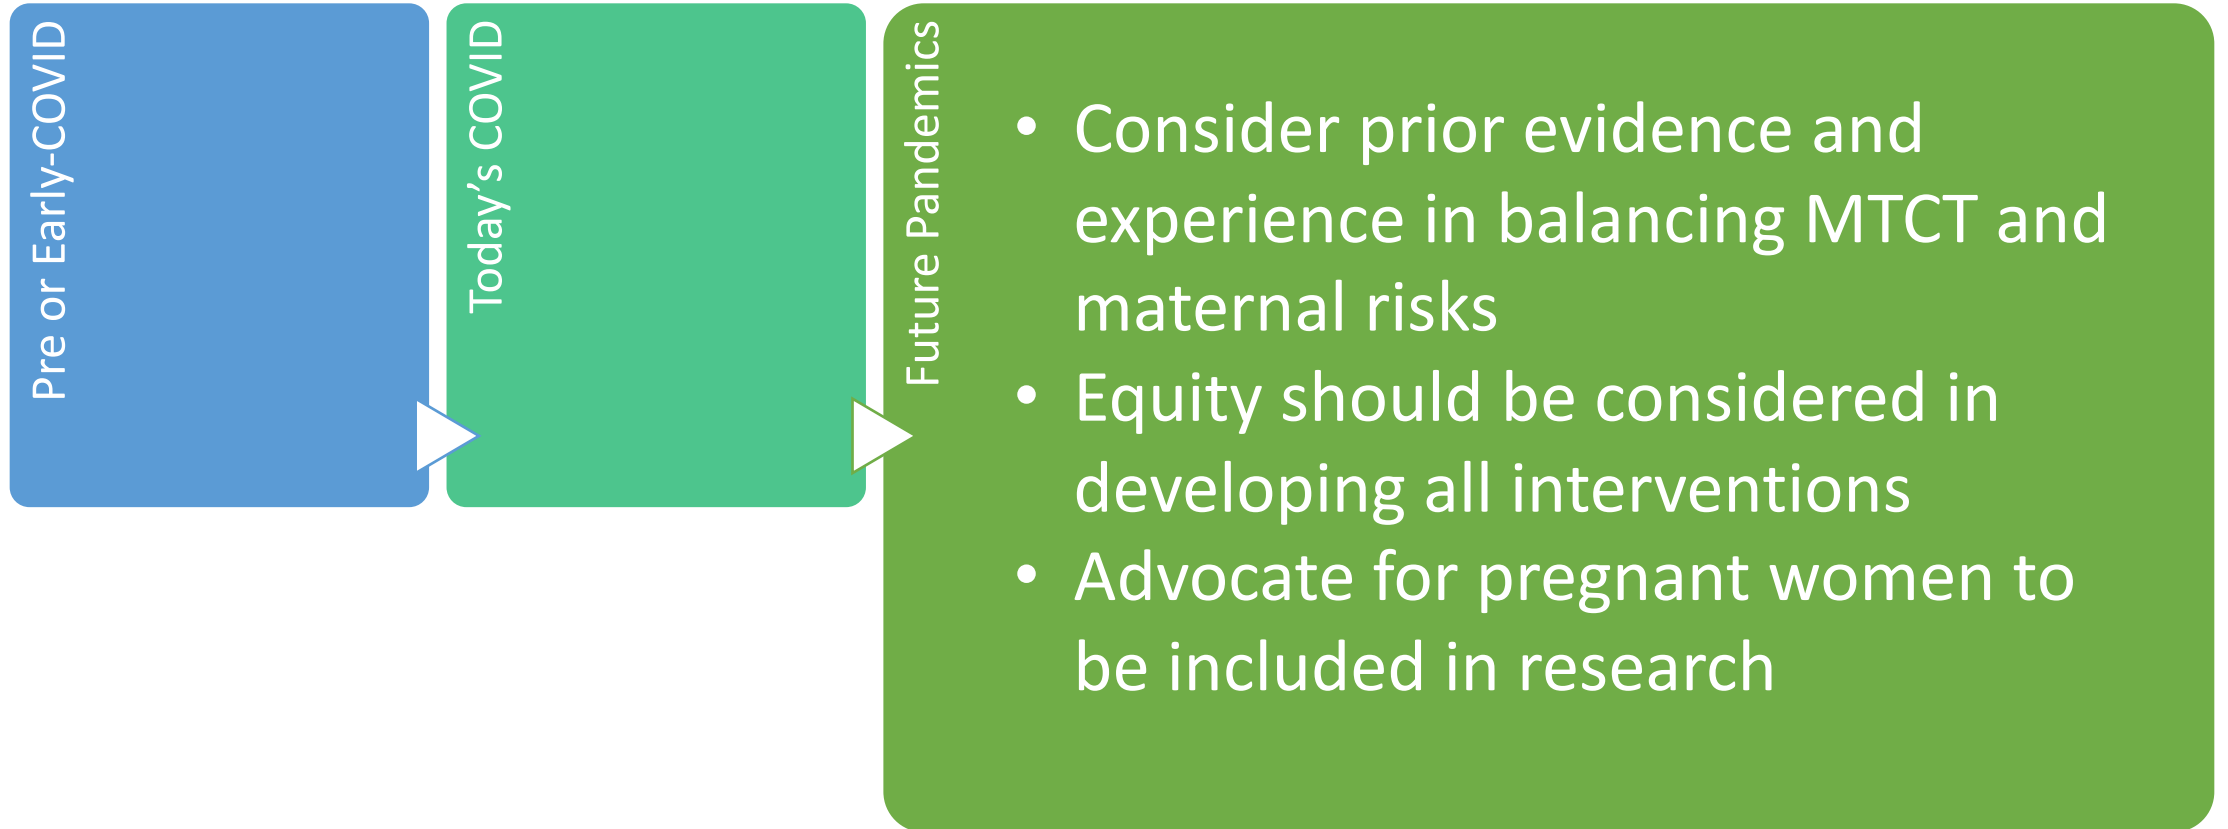 Pre or Early-COVID
Today’s COVID
Future Pandemics
• Consider prior evidence and
experience in balancing MTCT and
maternal risks
• Equity should be considered in
developing all interventions
• Advocate for pregnant women to
be included in research